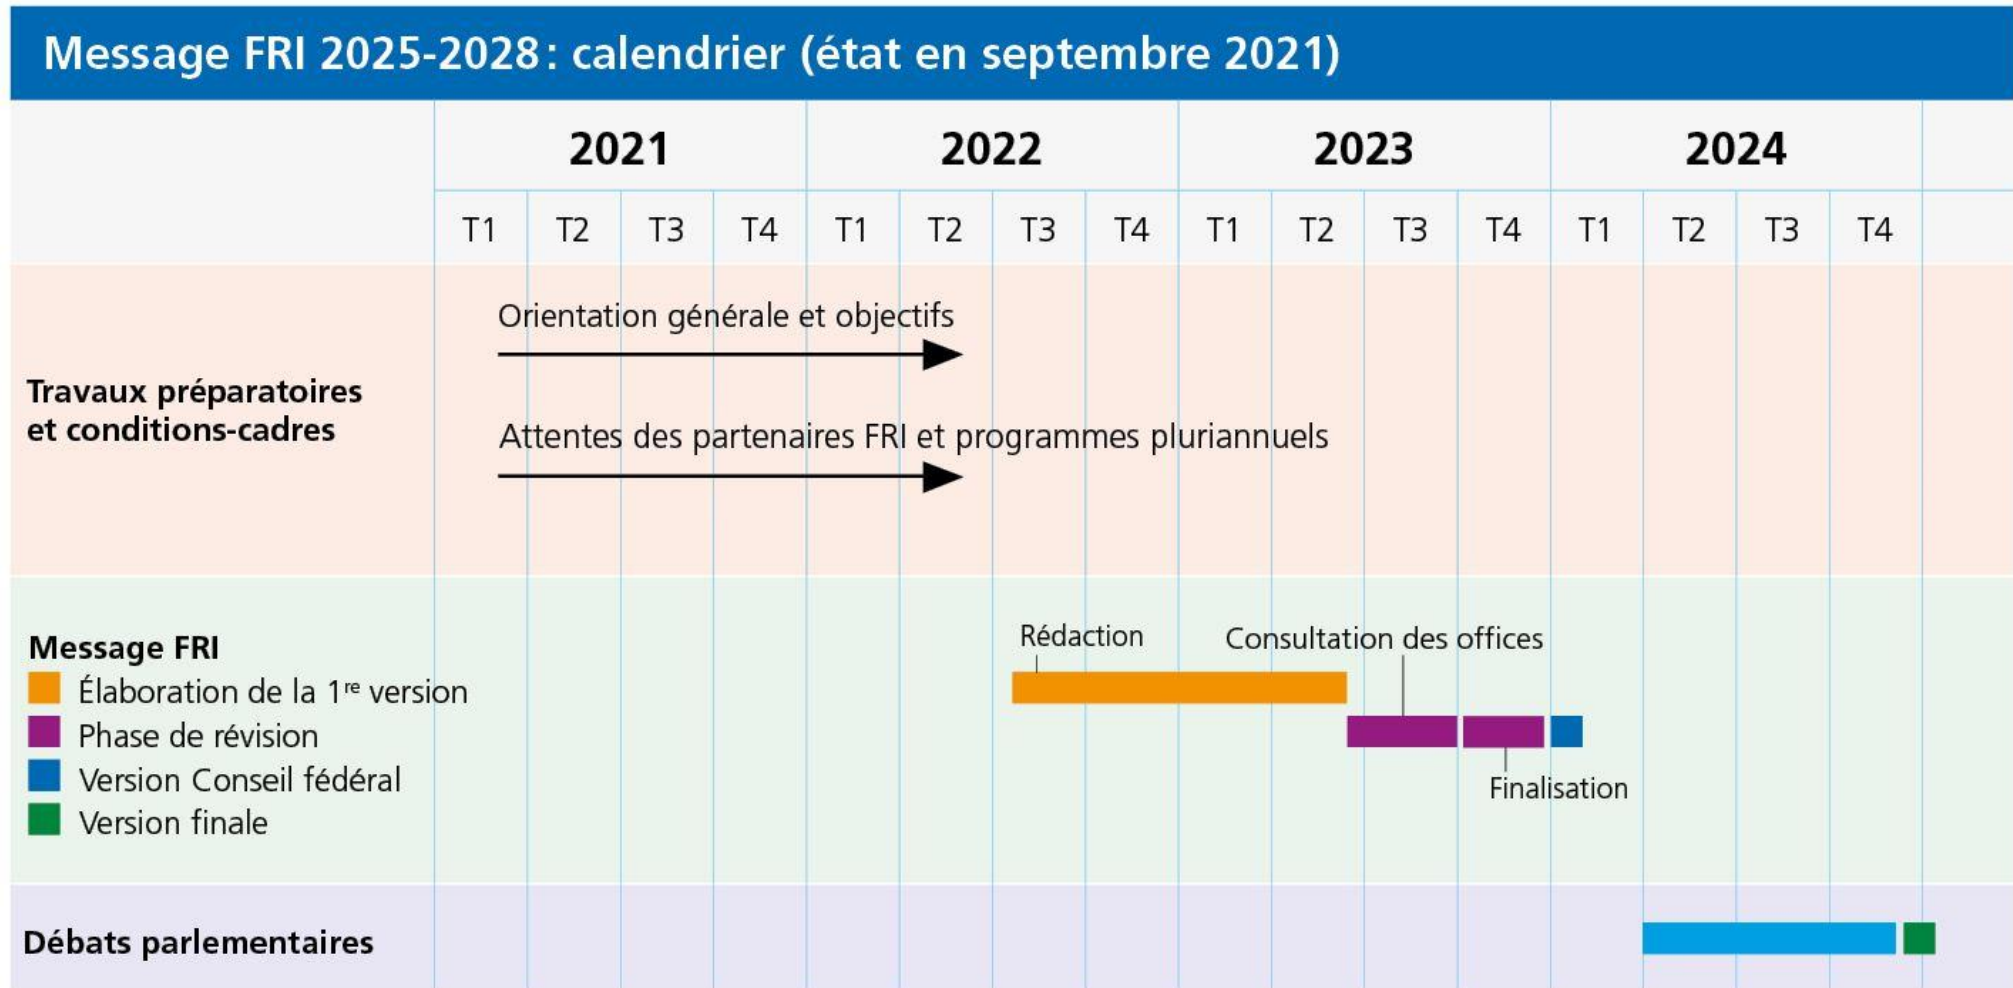 Message FRI 2025-2028 : calendrier (état en septembre 2021)
2021 2022 2023 2024
T1 T2 T3 T4 T1 T2 T3 T4 T1 T2 T3 T4 T1 T2 T3 T4
Travaux préparatoires
et conditions-cadres
Orientation générale et objectifs
Attentes des partenaires FRI et programmes pluriannuels
Message FRI
Élaboration de la 1re version
Phase de révision
Version Conseil fédéral
Version finale
Rédaction
Consultation des offices
Finalisation
Débats parlementaires